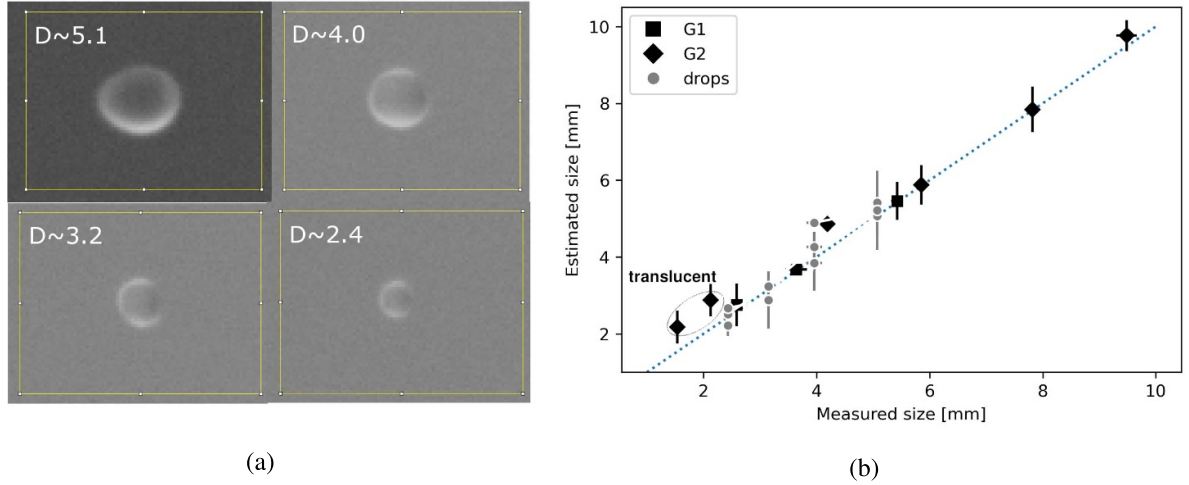 D~5.1
D~4.0
D~3.2
D~2.4
(a)
G1
G2
drops
translucent
Estimated size [mm]
10
8
6
4
2
2 4 6 8 10
Measured size [mm]
(b)